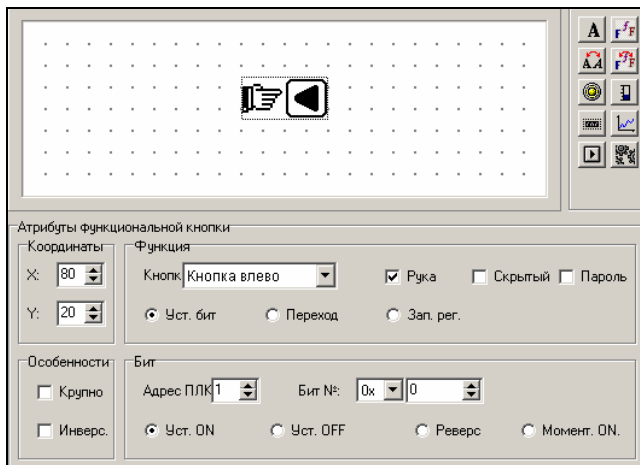 A
F f F
A A
F F
Атрибуты функциональной кнопки
Координаты
X: 80
Y: 20
Функция
Кнопк Кнопка влево
Рука
Скрытый
Пароль
Уст. бит
Переход
Зап. рег.
Особенности
Крупно
Инверс.
Бит
Адрес ПЛК 1
Бит №: 0x 0
Уст. ON
Уст. OFF
Реверс
Момент. ON.